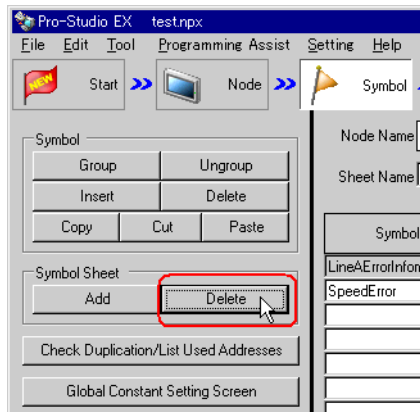 Pro-Studio EX test.npx
File Edit Tool Programming Assist Setting Help
NEW Start Node Symbol
Symbol
Group Ungroup
Insert Delete
Copy Cut Paste
Symbol Sheet
Add Delete
Check Duplication/List Used Addresses
Global Constant Setting Screen
Node Name
Sheet Name
Symbol
LineAErrorInfor
SpeedError